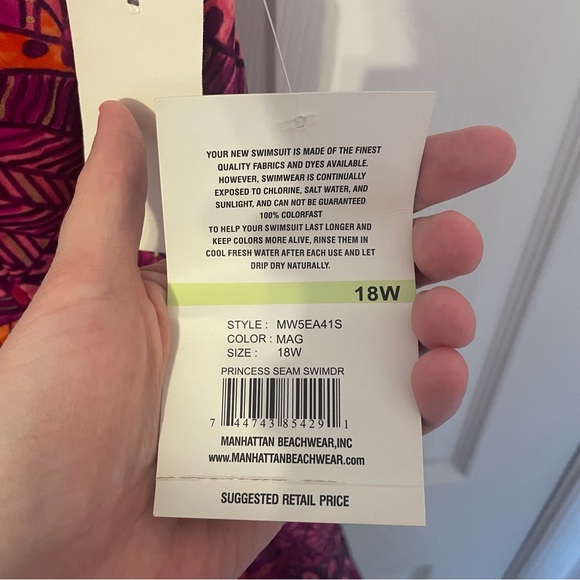 YOUR NEW SWIMSUIT IS MADE OF THE FINEST
QUALITY FABRICS AND DYES AVAILABLE.
HOWEVER, SWIMWEAR IS CONTINUALLY
EXPOSED TO CHLORINE, SALT WATER, AND
SUNLIGHT, AND CAN NOT BE GUARANTEED
100% COLORFAST
TO HELP YOUR SWIMSUIT LAST LONGER AND
KEEP COLORS MORE ALIVE, RINSE THEM IN
COOL FRESH WATER AFTER EACH USE AND LET
DRIP DRY NATURALLY.
18W
STYLE : MW5EA41S
COLOR : MAG
SIZE : 18W
PRINCESS SEAM SWIMDR
7 44743 85429 1
MANHATTAN BEACHWEAR,INC
www.MANHATTANBEACHWEAR.com
SUGGESTED RETAIL PRICE